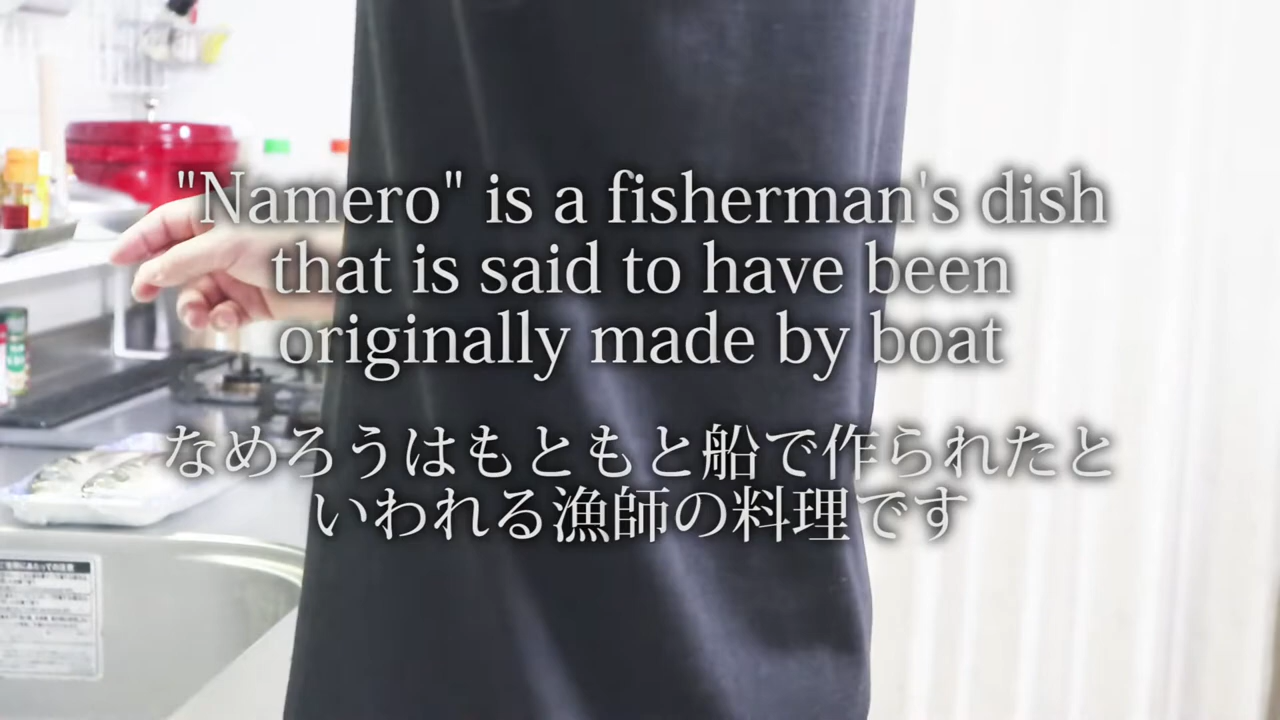 "Namero" is a fisherman's dish
that is said to have been
originally made by boat
なめろうはもともと船で作られたと
いわれる漁師の料理です